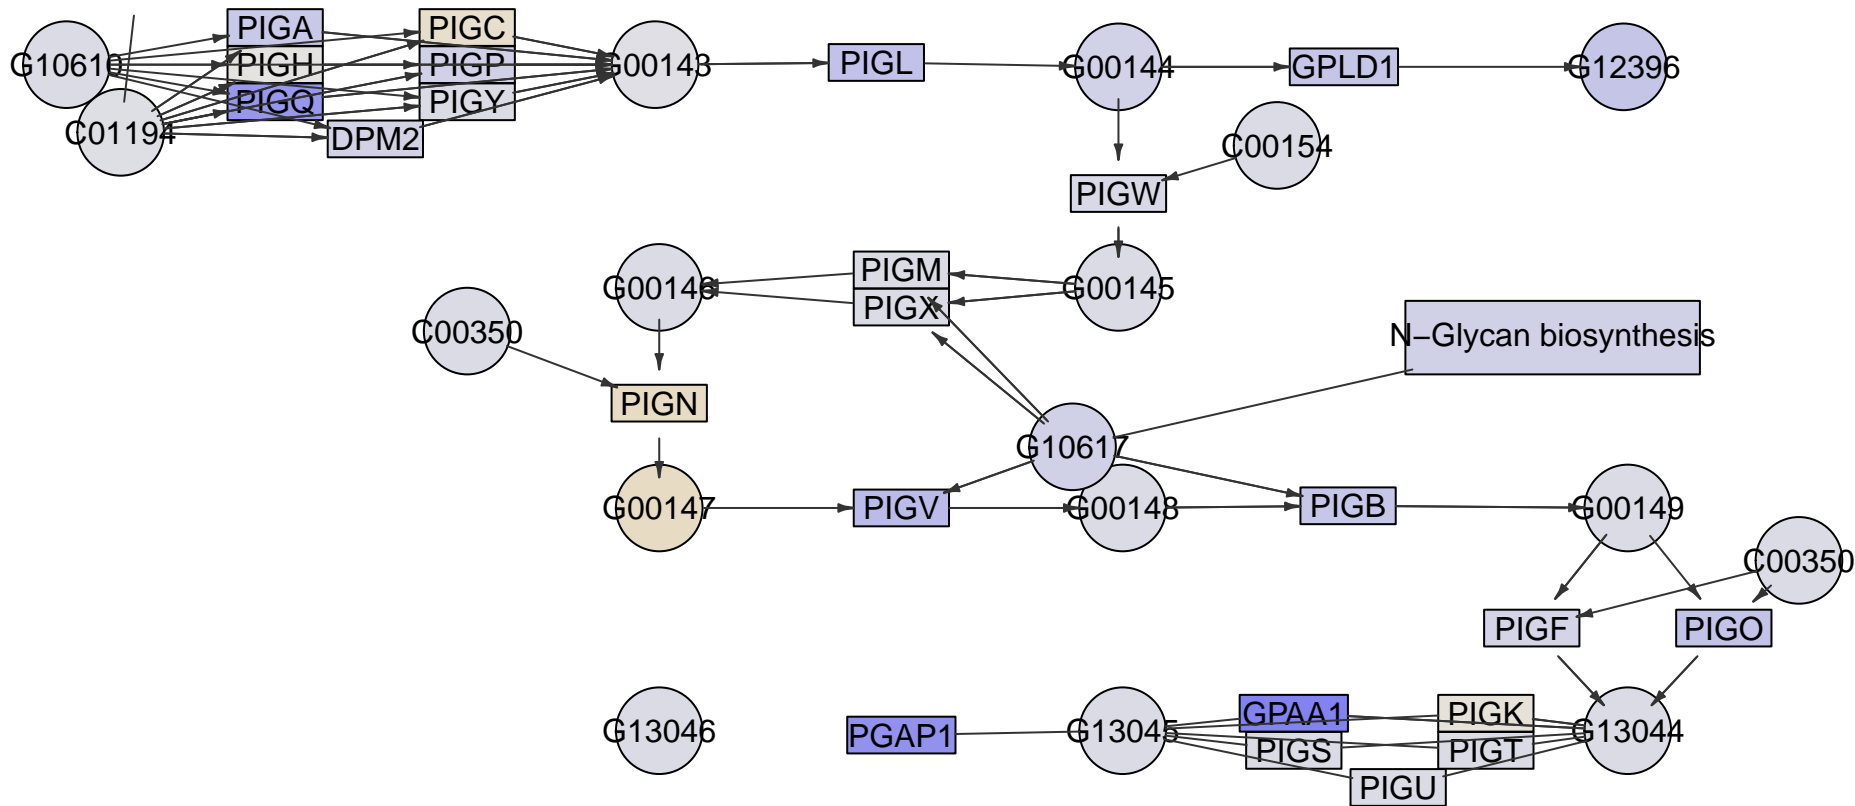 PIGA
PIGC
G10610
PIGH
PIGP
G00143
PIGL
G00144
GPLD1
G12396
PIGQ
PIGY
C01194
DPM2
C00154
PIGW
G00146
PIGM
G00145
PIGX
C00350
N−Glycan biosynthesis
PIGN
G10617
G00147
PIGV
G00148
PIGB
G00149
C00350
PIGF
PIGO
G13046
PGAP1
G13045
GPAA1
PIGK
G13044
PIGS
PIGT
PIGU